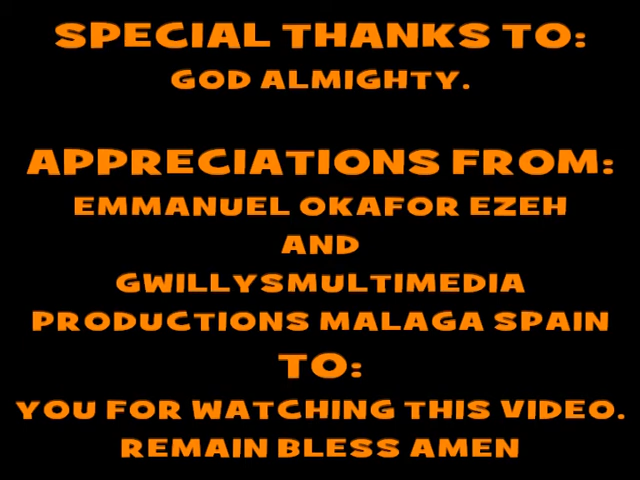 SPECIAL THANKS TO:
GOD ALMIGHTY.
APPRECIATIONS FROM:
EMMANUEL OKAFOR EZEH
AND
GWILLYSMULTIMEDIA
PRODUCTIONS MALAGA SPAIN
TO:
YOU FOR WATCHING THIS VIDEO.
REMAIN BLESS AMEN